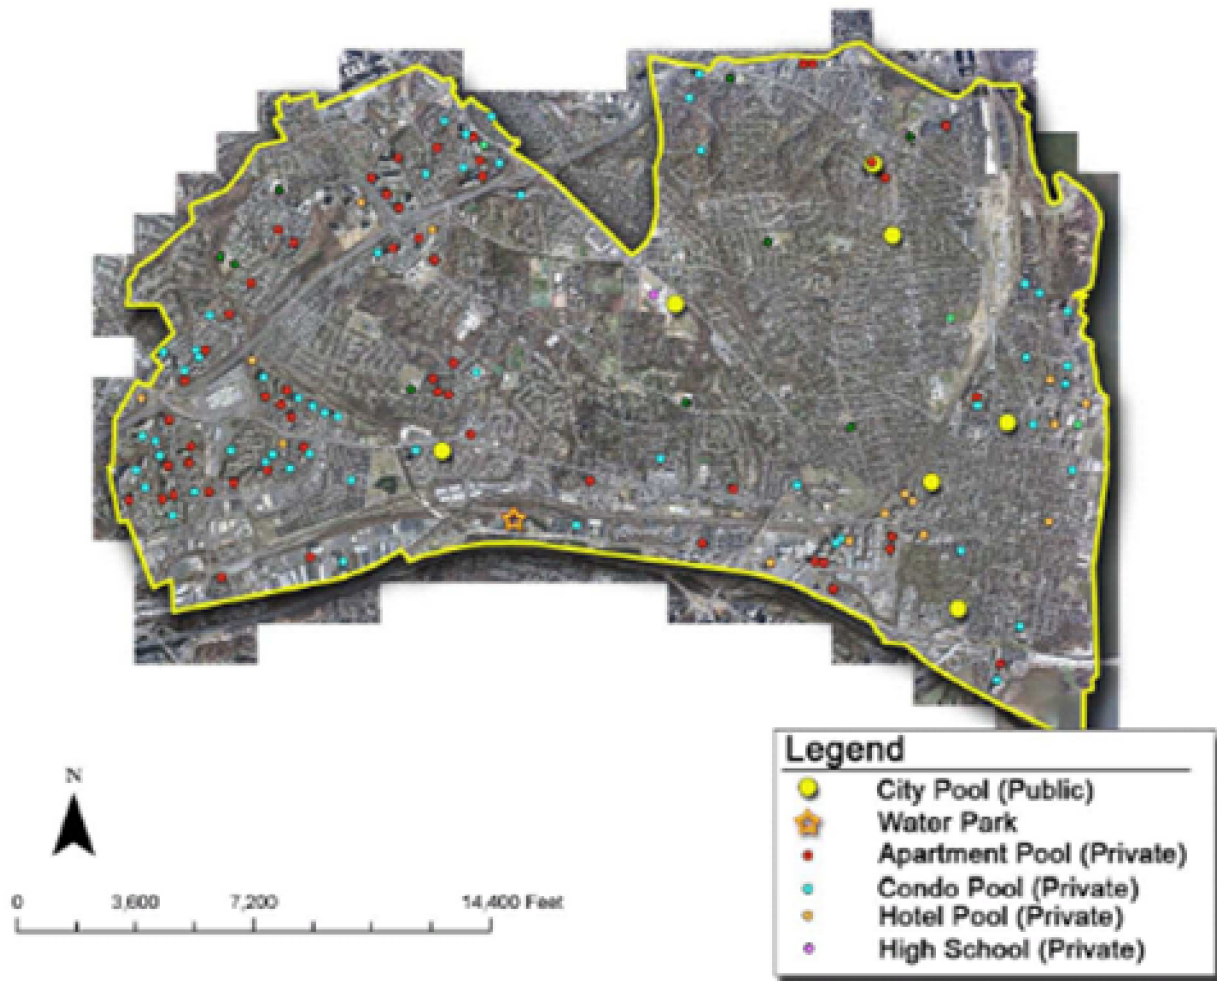 Legend
City Pool (Public)
Water Park
Apartment Pool (Private)
Condo Pool (Private)
Hotel Pool (Private)
High School (Private)
N
0 3,600 7,200 14,400 Feet